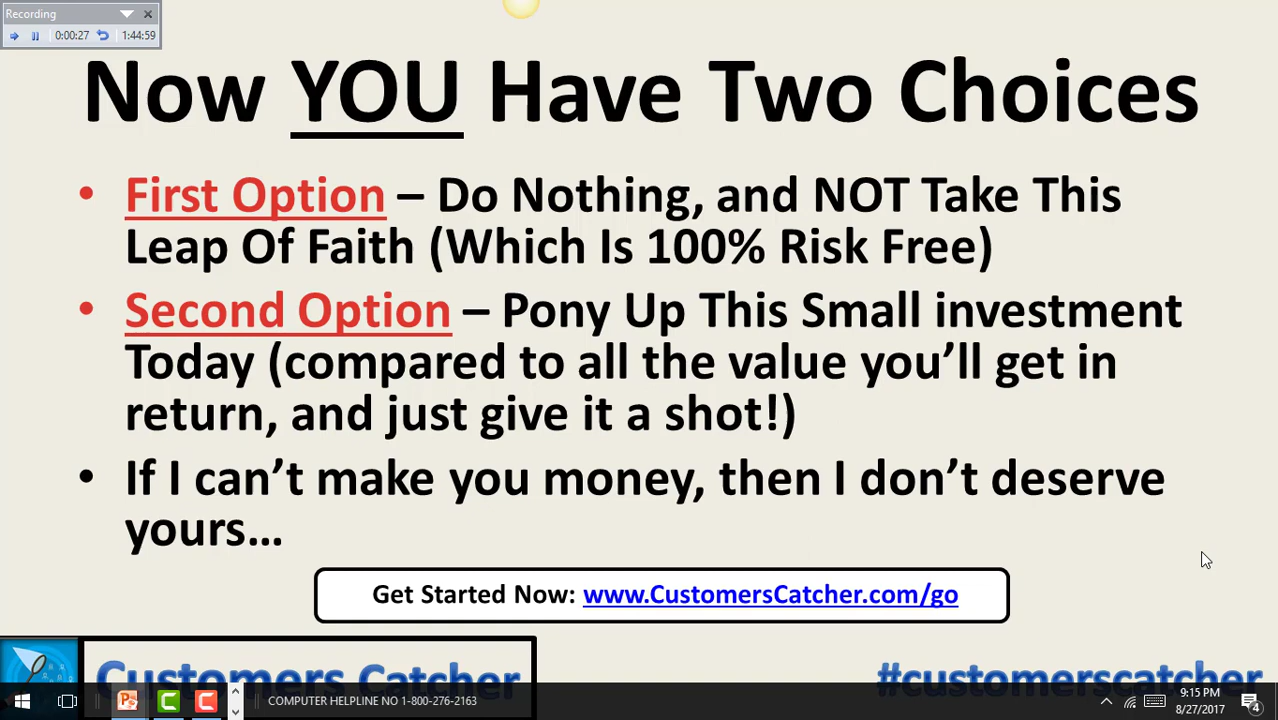 Recording
0:00:27 1:44:59
Now YOU Have Two Choices
• First Option – Do Nothing, and NOT Take This
Leap Of Faith (Which Is 100% Risk Free)
• Second Option – Pony Up This Small investment
Today (compared to all the value you’ll get in
return, and just give it a shot!)
• If I can’t make you money, then I don’t deserve
yours...
Get Started Now: www.CustomersCatcher.com/go
Customers Catcher
#customerscatcher
COMPUTER HELPLINE NO 1-800-276-2163
9:15 PM
8/27/2017
4